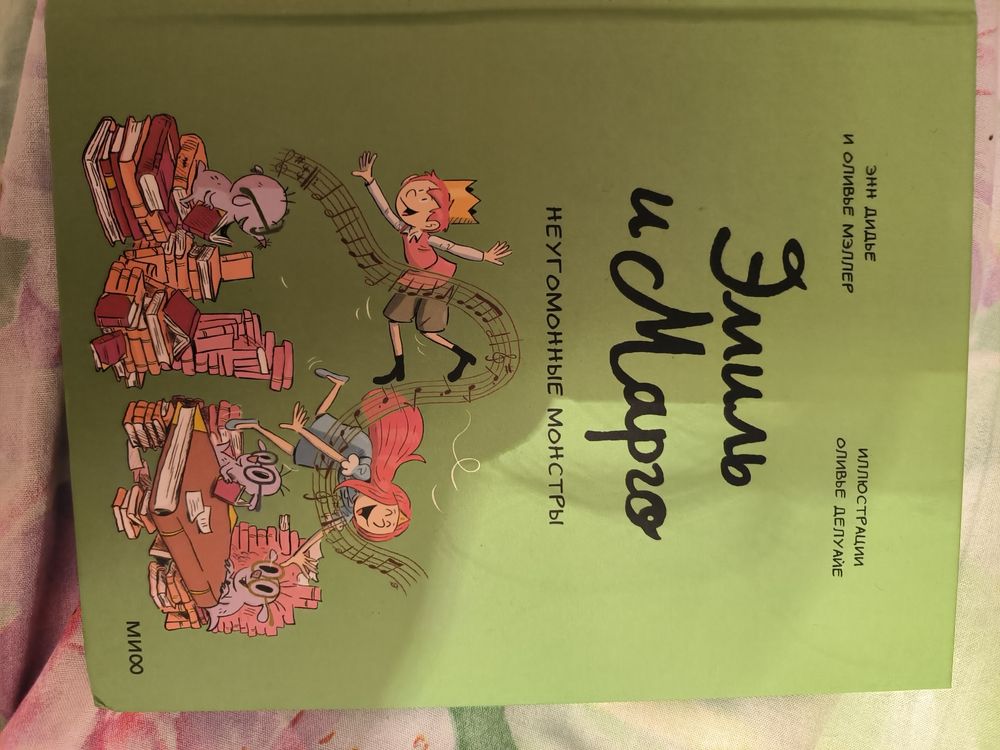 ЭНН ДИДЬЕ
И ОЛИВЬЕ МЭЛЛЕР
ИЛЛЮСТРАЦИИ
ОЛИВЬЕ ДЕЛУАЙЕ
Эмиль
и Марго
НЕУГОМОННЫЕ МОНСТРЫ
МИФ